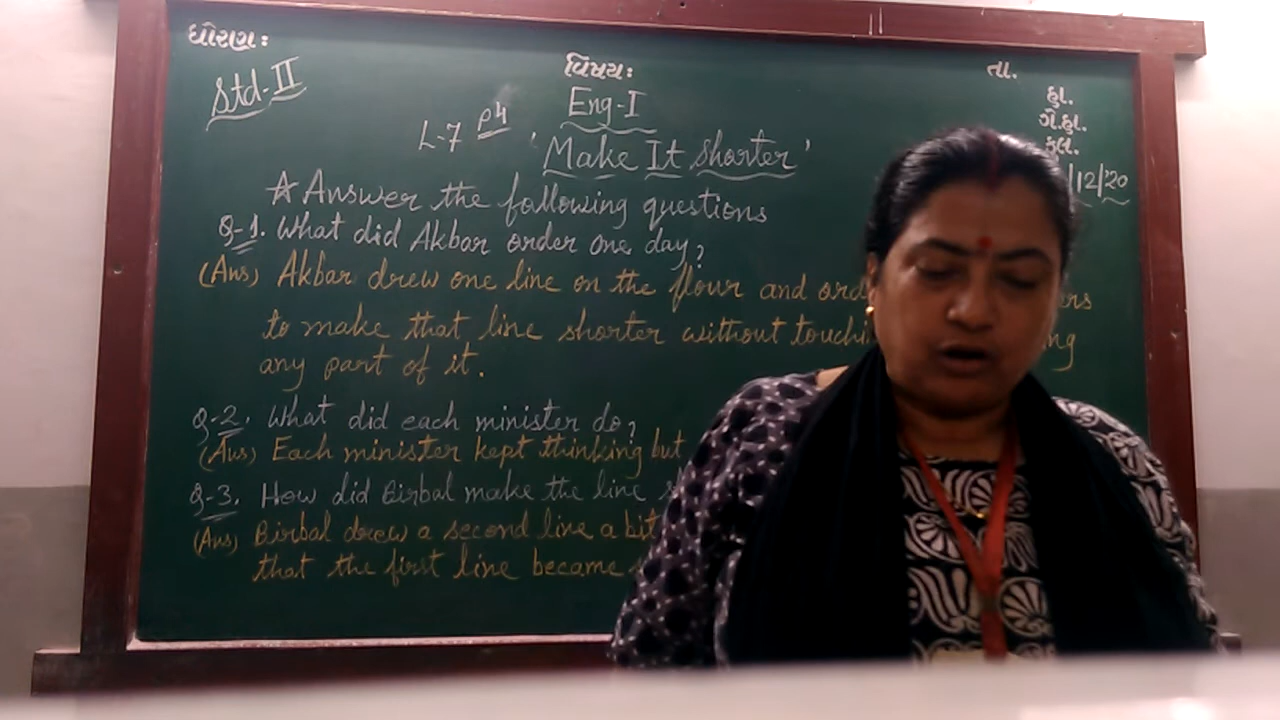 ધોરણ:
વિષય:
તા.
Std-II
Eng-I
હા.
ગે.હા.
કુલ.
L-7 P4 'Make It Shorter'
/12/20
☆ Answer the following questions
Q-1. What did Akbar order one day?
(Ans) Akbar drew one line on the flour and
to make that line shorter without
any part of it.
Q-2. What did each minister do?
(Ans) Each minister kept thinking but
Q-3. How did Birbal make the line
(Ans) Birbal drew a second line a bit
that the first line became